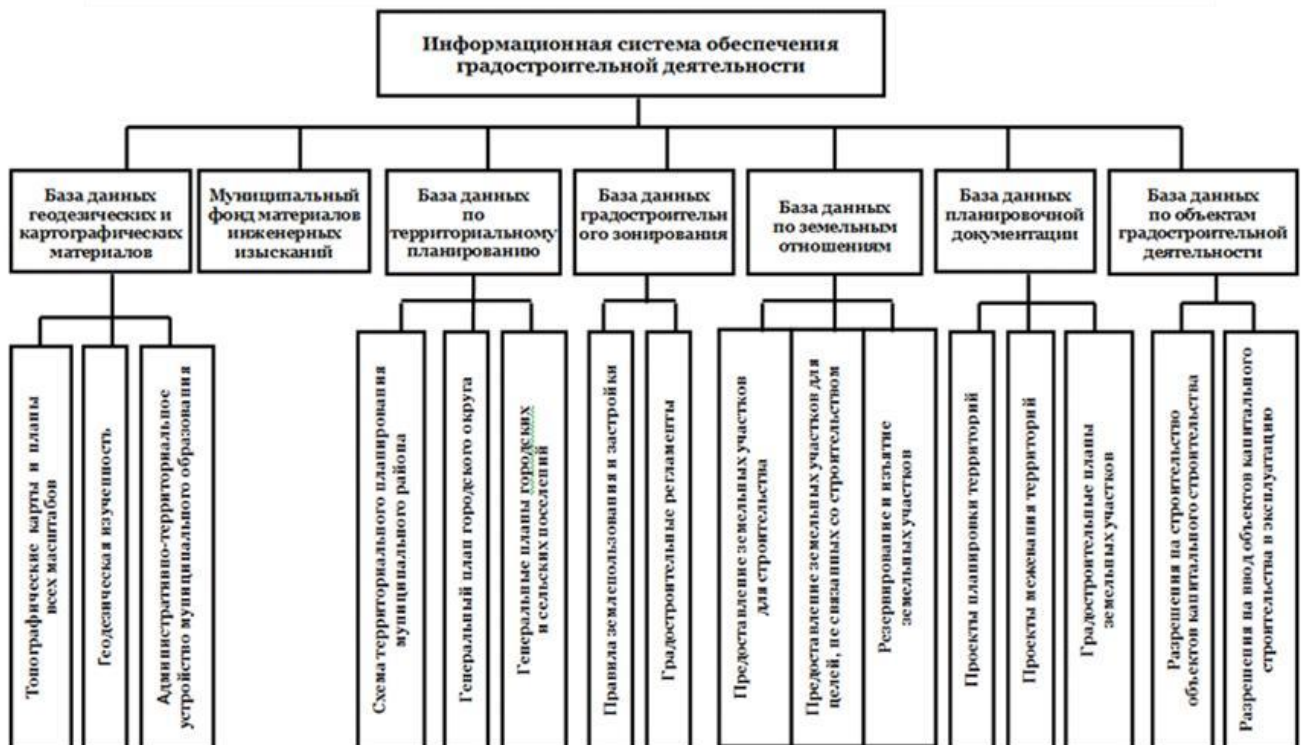 Информационная система обеспечения
градостроительной деятельности
База данных
геодезических и
картографических
материалов
Муниципальный
фонд материалов
инженерных
изысканий
База данных
по
территориальному
планированию
База данных
градостроительн
ого зонирования
База данных
по земельным
отношениям
База данных
планировочной
документации
База данных
по объектам
градостроительной
деятельности
Топографические карты и планы
всех масштабов
Геодезическая изученность
Административно-территориальное
устройство муниципального образования
Схема территориального планирования
муниципального района
Генеральный план городского округа
Генеральные планы городских
и сельских поселений
Правила землепользования и застройки
Градостроительные регламенты
Предоставление земельных участков
для строительства
Предоставление земельных участков для
целей, не связанных со строительством
Резервирование и изъятие
земельных участков
Проекты планировки территорий
Проекты межевания территорий
Градостроительные планы
земельных участков
Разрешения на строительство
объектов капитального строительства
Разрешения на ввод объектов капитального
строительства в эксплуатацию